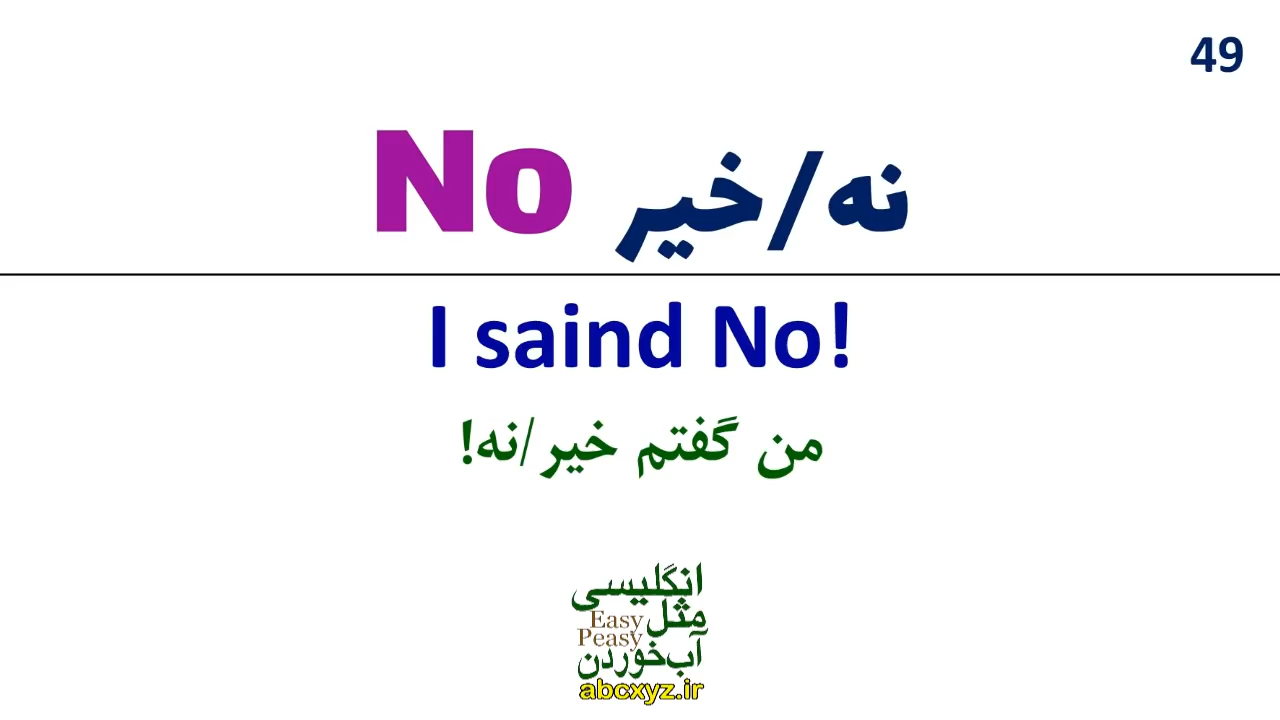 49
No نه/خیر
I saind No!
من گفتم خیر/نه!
انگلیسی
مثل
Easy
Peasy
آب‌خوردن
abcxyz.ir